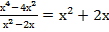 x⁴−4x²/x²−2x = x² + 2x